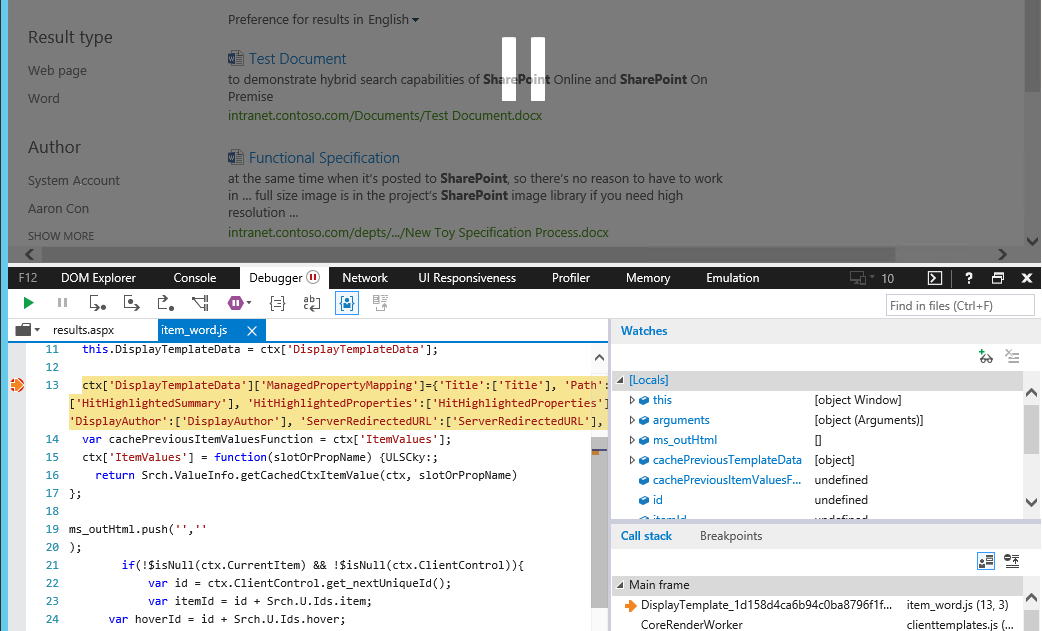 Preference for results in English
Result type
Web page
Word
Author
System Account
Aaron Con
SHOW MORE
Test Document
to demonstrate hybrid search capabilities of SharePoint Online and SharePoint On
Premise
intranet.contoso.com/Documents/Test Document.docx
Functional Specification
at the same time when it's posted to SharePoint, so there's no reason to have to work
in ... full size image is in the project's SharePoint image library if you need high
resolution ...
intranet.contoso.com/depts/.../New Toy Specification Process.docx
F12 DOM Explorer Console Debugger Network UI Responsiveness Profiler Memory Emulation 10 ?
Find in files (Ctrl+F)
results.aspx item_word.js
11 this.DisplayTemplateData = ctx['DisplayTemplateData'];
12
13 ctx['DisplayTemplateData']['ManagedPropertyMapping']={'Title':['Title'], 'Path':
['HitHighlightedSummary'], 'HitHighlightedProperties':['HitHighlightedProperties']
'DisplayAuthor':['DisplayAuthor'], 'ServerRedirectedURL':['ServerRedirectedURL'],
14 var cachePreviousItemValuesFunction = ctx['ItemValues'];
15 ctx['ItemValues'] = function(slotOrPropName) {ULSCky:;
16 return Srch.ValueInfo.getCachedCtxItemValue(ctx, slotOrPropName)
17 };
18
19 ms_outHtml.push('',''
20 );
21 if(!$isNull(ctx.CurrentItem) && !$isNull(ctx.ClientControl)){
22 var id = ctx.ClientControl.get_nextUniqueId();
23 var itemId = id + Srch.U.Ids.item;
24 var hoverId = id + Srch.U.Ids.hover;
Watches
[Locals]
this [object Window]
arguments [object (Arguments)]
ms_outHtml []
cachePreviousTemplateData [object]
cachePreviousItemValuesF... undefined
id undefined
itemId undefined
Call stack Breakpoints
Main frame
DisplayTemplate_1d158d4ca6b94c0ba8796f1f... item_word.js (13, 3)
CoreRenderWorker clienttemplates.js (...